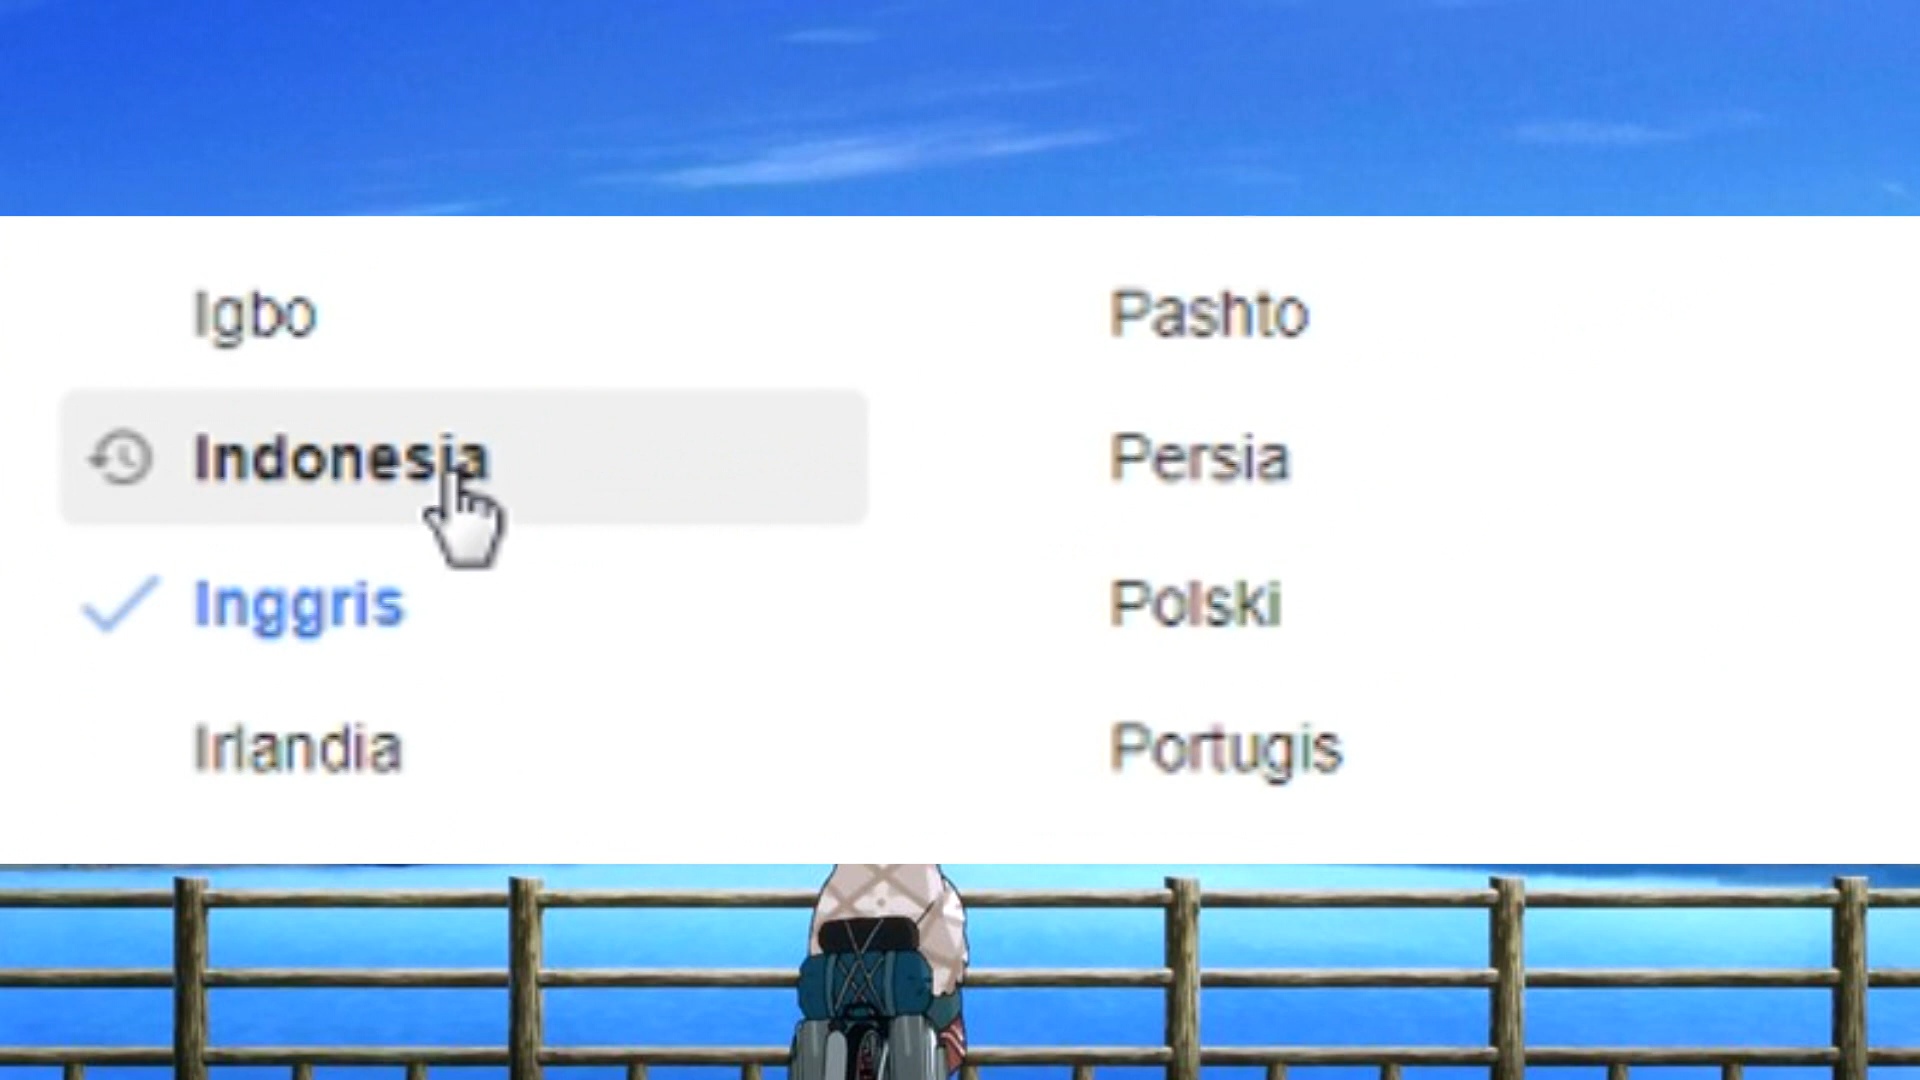 Igbo
Indonesia
Inggris
Irlandia
Pashto
Persia
Polski
Portugis